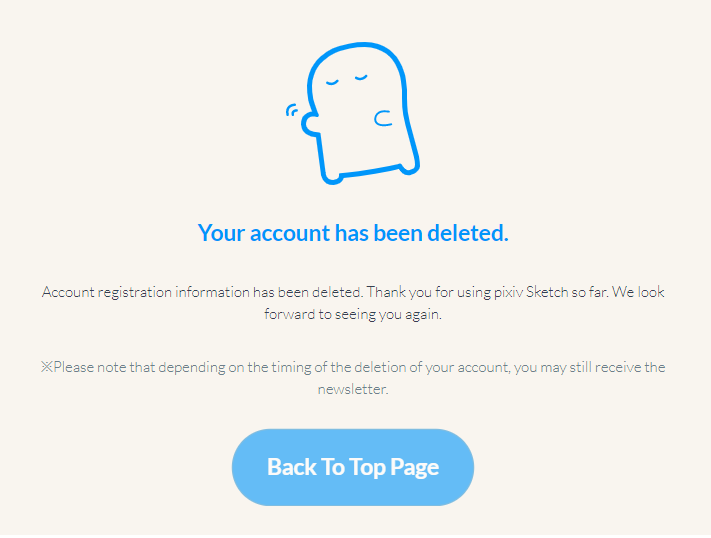 Your account has been deleted.
Account registration information has been deleted. Thank you for using pixiv Sketch so far. We look
forward to seeing you again.
※Please note that depending on the timing of the deletion of your account, you may still receive the
newsletter.
Back To Top Page